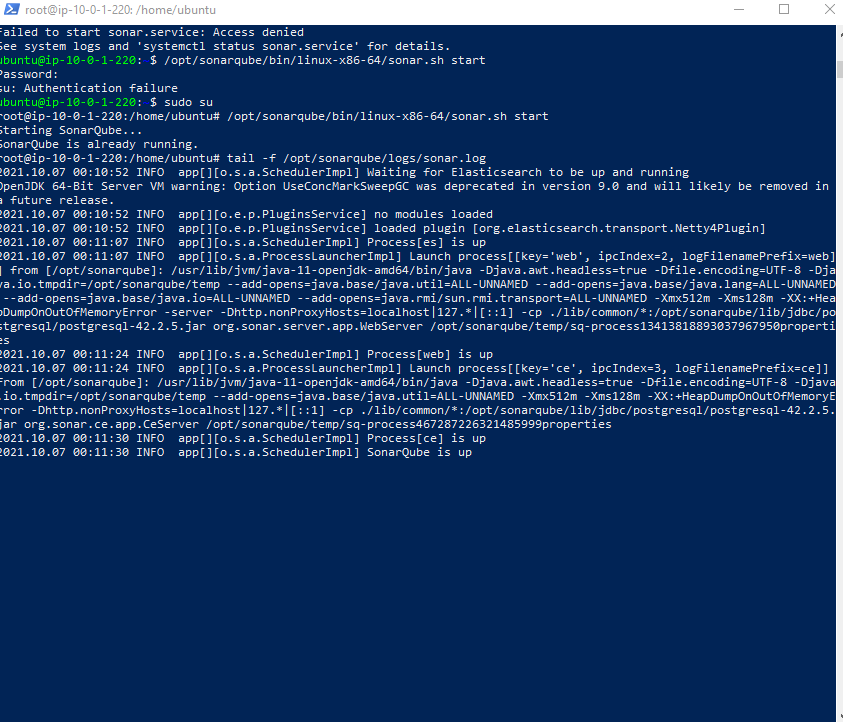 root@ip-10-0-1-220: /home/ubuntu
Failed to start sonar.service: Access denied
See system logs and 'systemctl status sonar.service' for details.
ubuntu@ip-10-0-1-220:~$ /opt/sonarqube/bin/linux-x86-64/sonar.sh start
Password:
su: Authentication failure
ubuntu@ip-10-0-1-220:~$ sudo su
root@ip-10-0-1-220:/home/ubuntu# /opt/sonarqube/bin/linux-x86-64/sonar.sh start
Starting SonarQube...
SonarQube is already running.
root@ip-10-0-1-220:/home/ubuntu# tail -f /opt/sonarqube/logs/sonar.log
2021.10.07 00:10:52 INFO  app[][o.s.a.SchedulerImpl] Waiting for Elasticsearch to be up and running
OpenJDK 64-Bit Server VM warning: Option UseConcMarkSweepGC was deprecated in version 9.0 and will likely be removed in
a future release.
2021.10.07 00:10:52 INFO  app[][o.e.p.PluginsService] no modules loaded
2021.10.07 00:10:52 INFO  app[][o.e.p.PluginsService] loaded plugin [org.elasticsearch.transport.Netty4Plugin]
2021.10.07 00:11:07 INFO  app[][o.s.a.SchedulerImpl] Process[es] is up
2021.10.07 00:11:07 INFO  app[][o.s.a.ProcessLauncherImpl] Launch process[[key='web', ipcIndex=2, logFilenamePrefix=web]
] from [/opt/sonarqube]: /usr/lib/jvm/java-11-openjdk-amd64/bin/java -Djava.awt.headless=true -Dfile.encoding=UTF-8 -Dja
va.io.tmpdir=/opt/sonarqube/temp --add-opens=java.base/java.util=ALL-UNNAMED --add-opens=java.base/java.lang=ALL-UNNAMED
 --add-opens=java.base/java.io=ALL-UNNAMED --add-opens=java.rmi/sun.rmi.transport=ALL-UNNAMED -Xmx512m -Xms128m -XX:+Hea
pDumpOnOutOfMemoryError -server -Dhttp.nonProxyHosts=localhost|127.*|[::1] -cp ./lib/common/*:/opt/sonarqube/lib/jdbc/po
stgresql/postgresql-42.2.5.jar org.sonar.server.app.WebServer /opt/sonarqube/temp/sq-process13413818893037967950properti
es
2021.10.07 00:11:24 INFO  app[][o.s.a.SchedulerImpl] Process[web] is up
2021.10.07 00:11:24 INFO  app[][o.s.a.ProcessLauncherImpl] Launch process[[key='ce', ipcIndex=3, logFilenamePrefix=ce]]
from [/opt/sonarqube]: /usr/lib/jvm/java-11-openjdk-amd64/bin/java -Djava.awt.headless=true -Dfile.encoding=UTF-8 -Djava
.io.tmpdir=/opt/sonarqube/temp --add-opens=java.base/java.util=ALL-UNNAMED -Xmx512m -Xms128m -XX:+HeapDumpOnOutOfMemoryE
rror -Dhttp.nonProxyHosts=localhost|127.*|[::1] -cp ./lib/common/*:/opt/sonarqube/lib/jdbc/postgresql/postgresql-42.2.5.
jar org.sonar.ce.app.CeServer /opt/sonarqube/temp/sq-process467287226321485999properties
2021.10.07 00:11:30 INFO  app[][o.s.a.SchedulerImpl] Process[ce] is up
2021.10.07 00:11:30 INFO  app[][o.s.a.SchedulerImpl] SonarQube is up